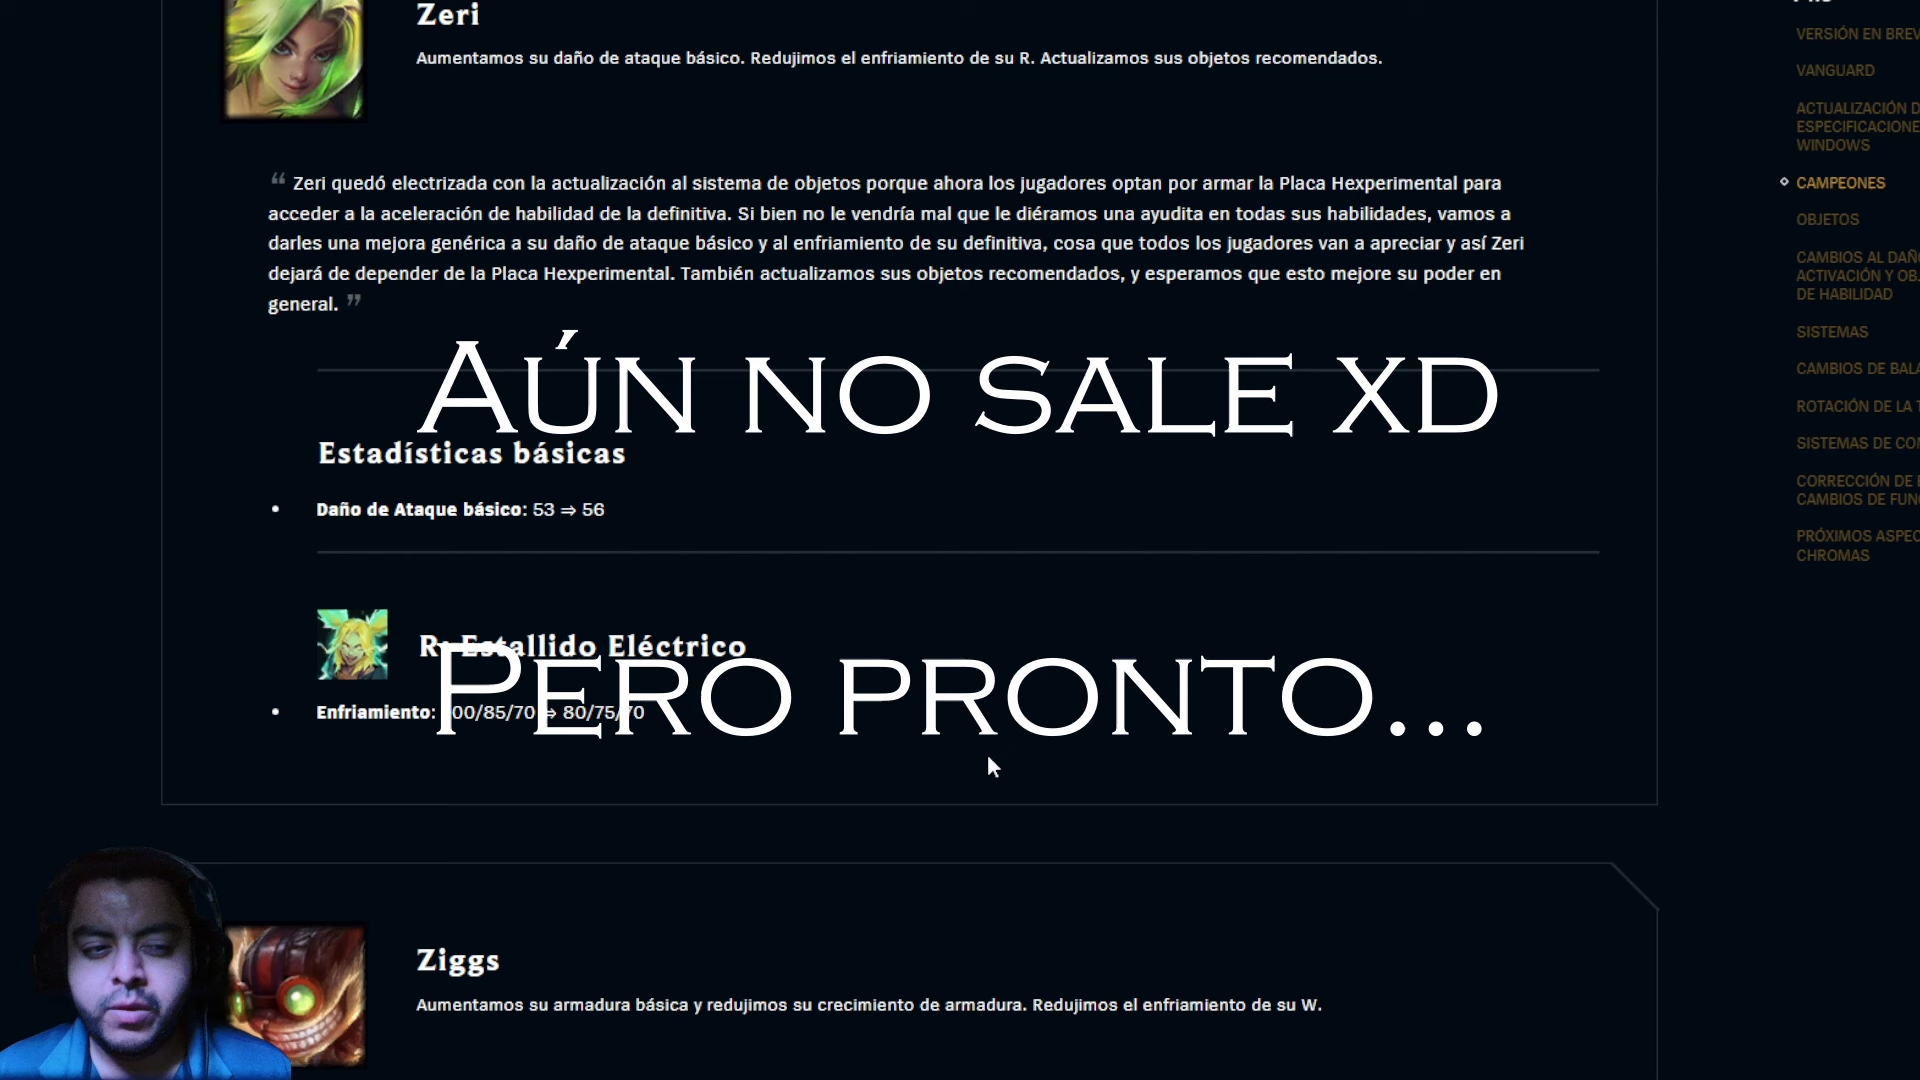 Zeri
Aumentamos su daño de ataque básico. Redujimos el enfriamiento de su R. Actualizamos sus objetos recomendados.
“ Zeri quedó electrizada con la actualización al sistema de objetos porque ahora los jugadores optan por armar la Placa Hexperimental para
acceder a la aceleración de habilidad de la definitiva. Si bien no le vendría mal que le diéramos una ayudita en todas sus habilidades, vamos a
darles una mejora genérica a su daño de ataque básico y al enfriamiento de su definitiva, cosa que todos los jugadores van a apreciar y así Zeri
dejará de depender de la Placa Hexperimental. También actualizamos sus objetos recomendados, y esperamos que esto mejore su poder en
general. ”
Aún no sale xd
Estadísticas básicas
• Daño de Ataque básico: 53 ⇒ 56
R: Estallido Eléctrico
Pero pronto...
• Enfriamiento: 00/85/70 ⇒ 80/75/70
Ziggs
Aumentamos su armadura básica y redujimos su crecimiento de armadura. Redujimos el enfriamiento de su W.
VERSIÓN EN BREV
VANGUARD
ACTUALIZACIÓN D
ESPECIFICACIONE
WINDOWS
CAMPEONES
OBJETOS
CAMBIOS AL DAÑ
ACTIVACIÓN Y OBJ
DE HABILIDAD
SISTEMAS
CAMBIOS DE BALA
ROTACIÓN DE LA T
SISTEMAS DE CO
CORRECCIÓN DE E
CAMBIOS DE FUN
PRÓXIMOS ASPEC
CHROMAS